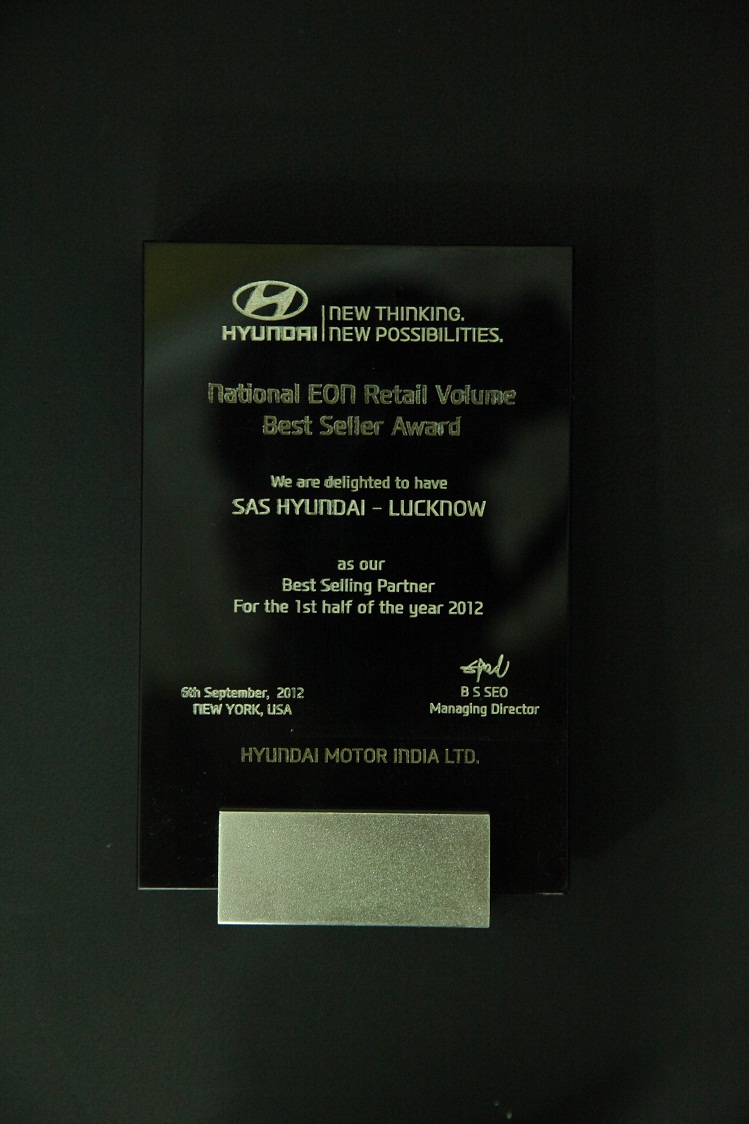 HYUNDAI
NEW THINKING.
NEW POSSIBILITIES.
National EON Retail Volume
Best Seller Award
We are delighted to have
SAS HYUNDAI - LUCKNOW
as our
Best Selling Partner
For the 1st half of the year 2012
6th September, 2012
NEW YORK, USA
B S SEO
Managing Director
HYUNDAI MOTOR INDIA LTD.